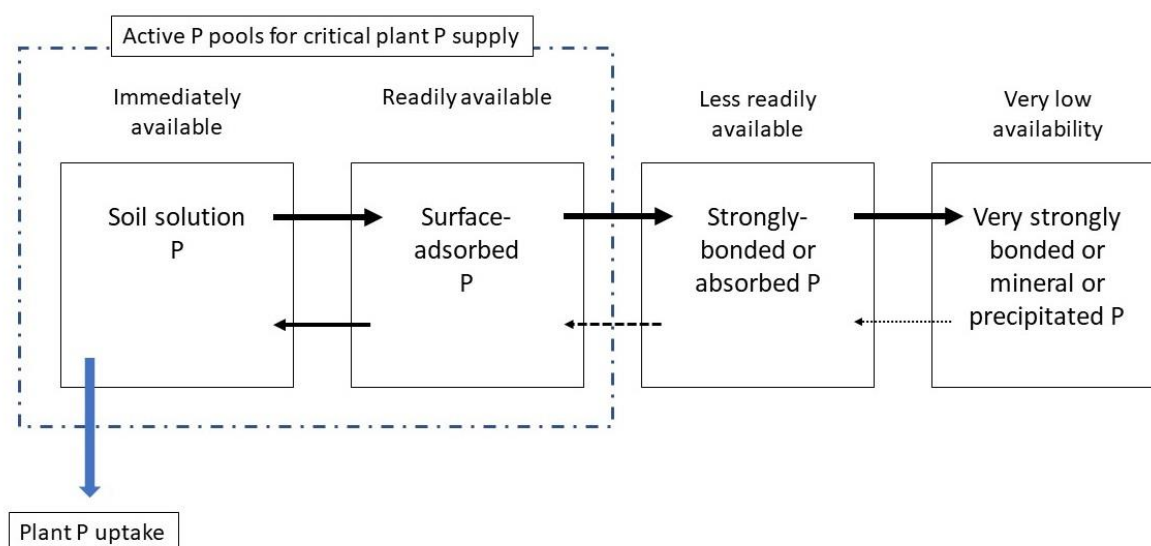 Active P pools for critical plant P supply
Immediately
available
Readily available
Less readily
available
Very low
availability
Soil solution
P
Surface-
adsorbed
P
Strongly-
bonded or
absorbed P
Very strongly
bonded or
mineral or
precipitated P
Plant P uptake